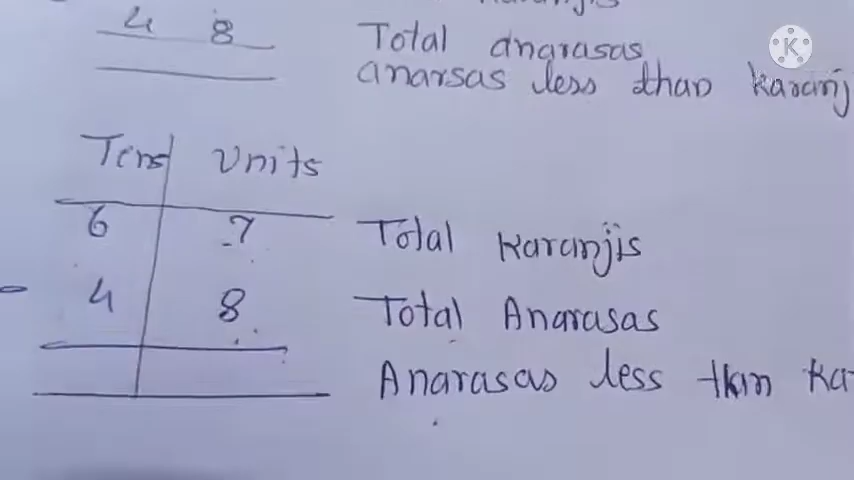 4 8 Total anarasas
anarsas less than karanj
Tens Units
6 7 Total Karanjis
- 4 8 Total Anarasas
Anarasas less than Ka
K